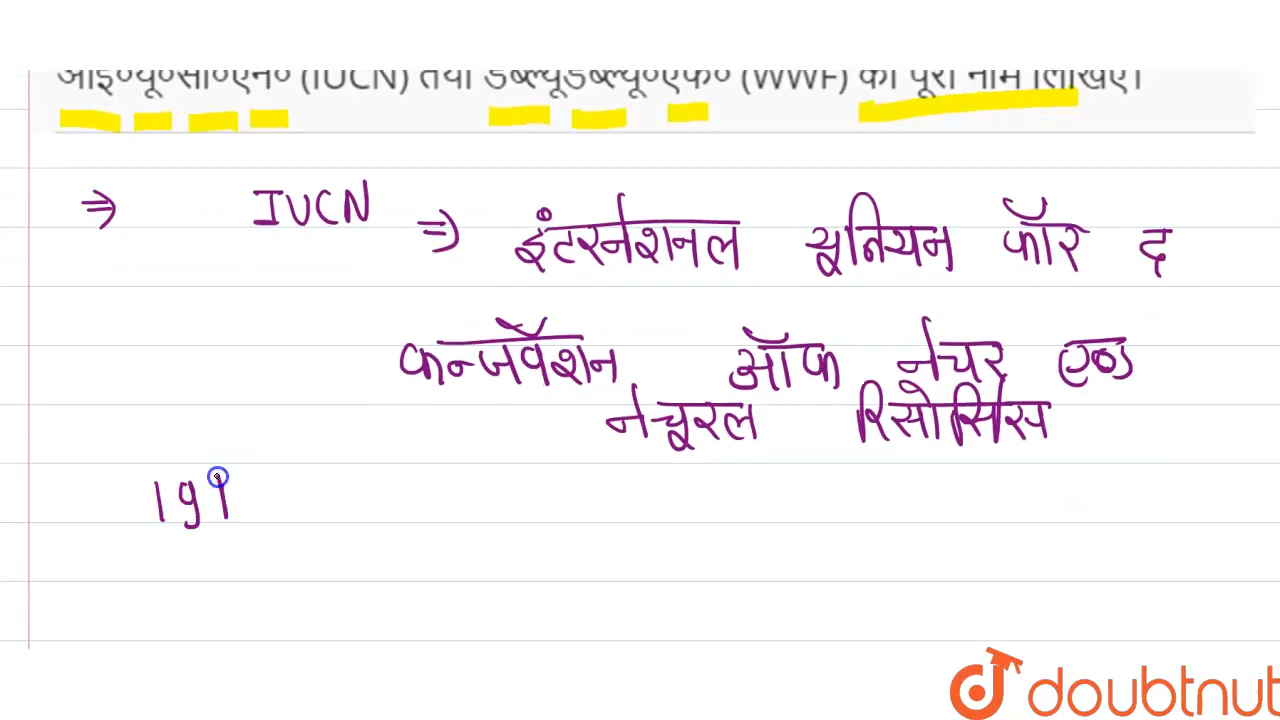 आइ०यू०सी०एन० (IUCN) तथा डब्ल्यूडब्ल्यू०एफ० (WWF) का पूरा नाम लिखिए।
⇒ IUCN ⇒ इंटरनेशनल यूनियन फॉर द
कन्जर्वेशन ऑफ नेचर एण्ड
नेचूरल रिसोर्सिस
191
doubtnut